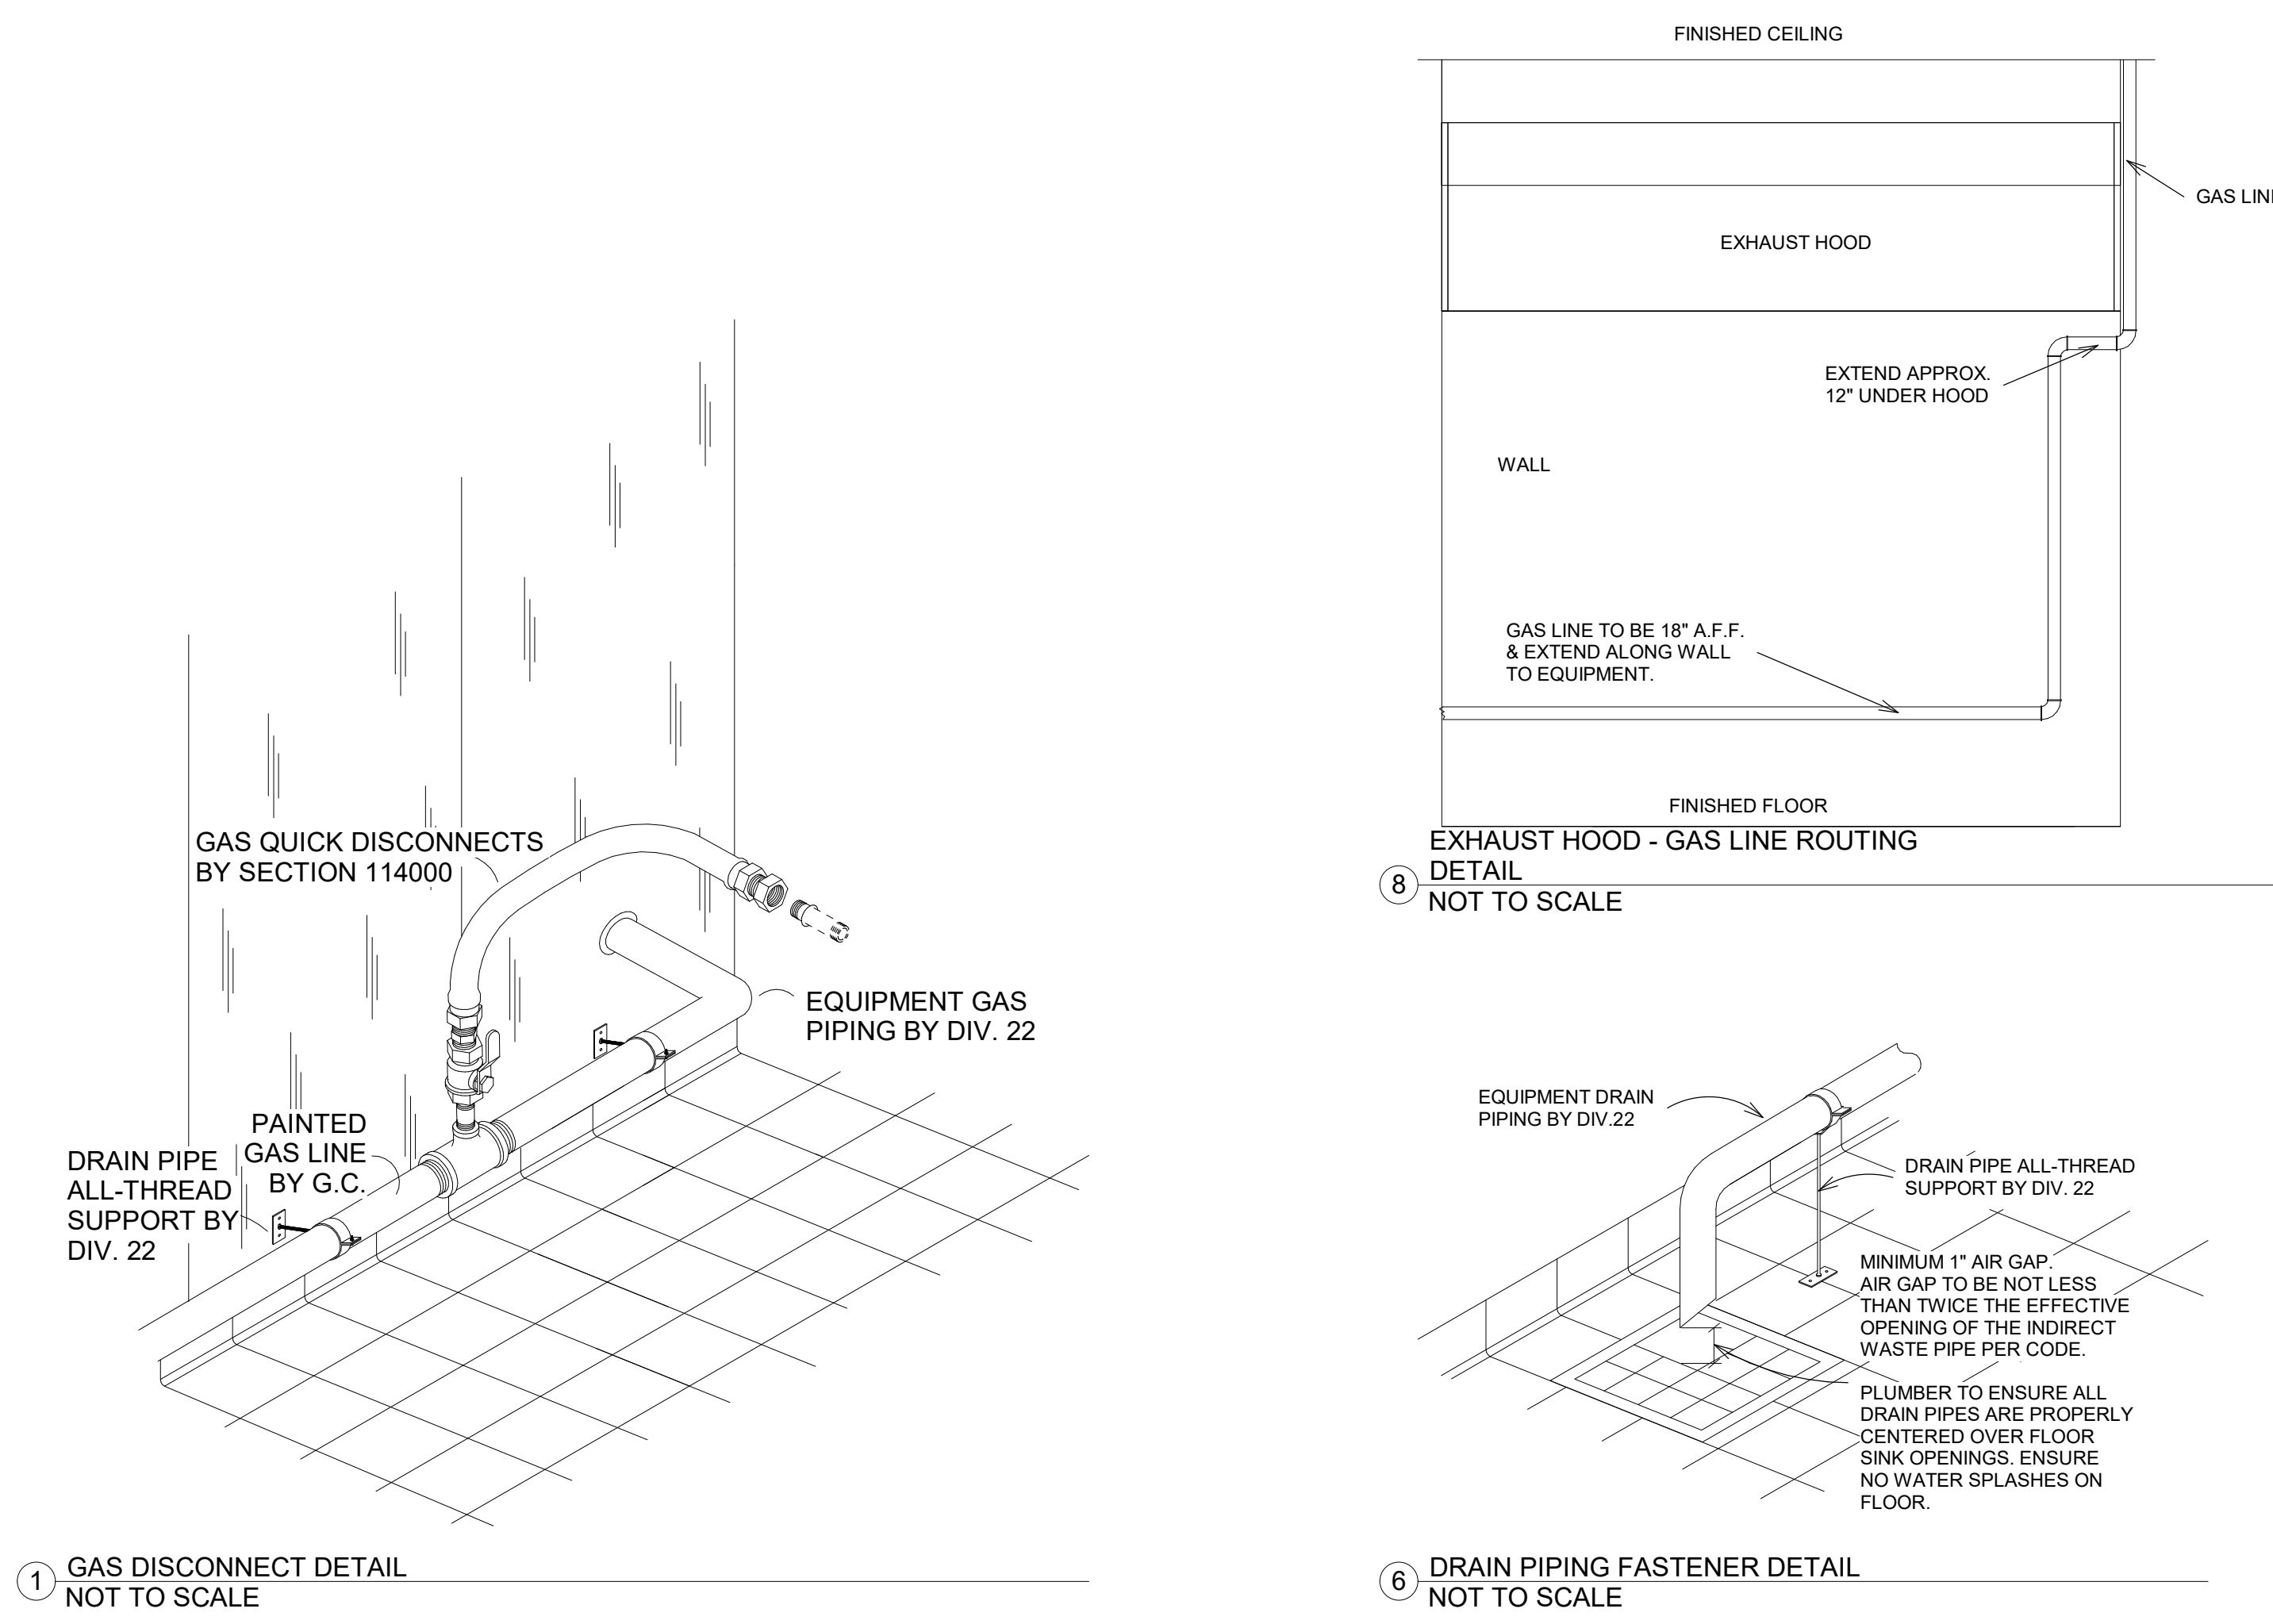 GAS QUICK DISCONNECTS
BY SECTION 114000
EQUIPMENT GAS
PIPING BY DIV. 22
PAINTED
GAS LINE
BY G.C.
DRAIN PIPE
ALL-THREAD
SUPPORT BY
DIV. 22
1
GAS DISCONNECT DETAIL
NOT TO SCALE
FINISHED CEILING
GAS LINE
EXHAUST HOOD
EXTEND APPROX.
12" UNDER HOOD
WALL
GAS LINE TO BE 18" A.F.F.
& EXTEND ALONG WALL
TO EQUIPMENT.
FINISHED FLOOR
8
EXHAUST HOOD - GAS LINE ROUTING
DETAIL
NOT TO SCALE
EQUIPMENT DRAIN
PIPING BY DIV.22
DRAIN PIPE ALL-THREAD
SUPPORT BY DIV. 22
MINIMUM 1" AIR GAP.
AIR GAP TO BE NOT LESS
THAN TWICE THE EFFECTIVE
OPENING OF THE INDIRECT
WASTE PIPE PER CODE.
PLUMBER TO ENSURE ALL
DRAIN PIPES ARE PROPERLY
CENTERED OVER FLOOR
SINK OPENINGS. ENSURE
NO WATER SPLASHES ON
FLOOR.
6
DRAIN PIPING FASTENER DETAIL
NOT TO SCALE